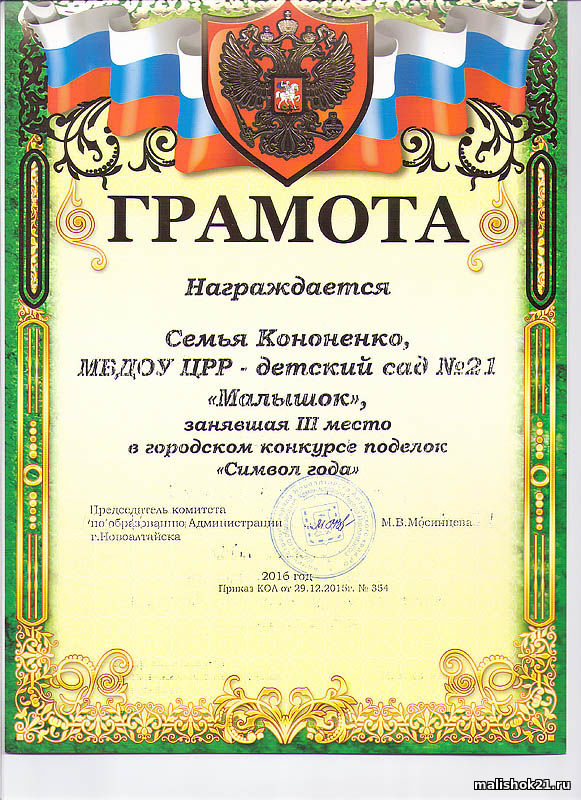 ГРАМОТА
Награждается
Семья Кононенко,
МБДОУ ЦРР - детский сад №21
«Малышок»,
занявшая III место
в городском конкурсе поделок
«Символ года»
Председатель комитета
по образованию Администрации
г.Новоалтайска
М.В.Мосинцева
2016 год
Приказ КОА от 29.12.2015г. № 354
malishok21.ru